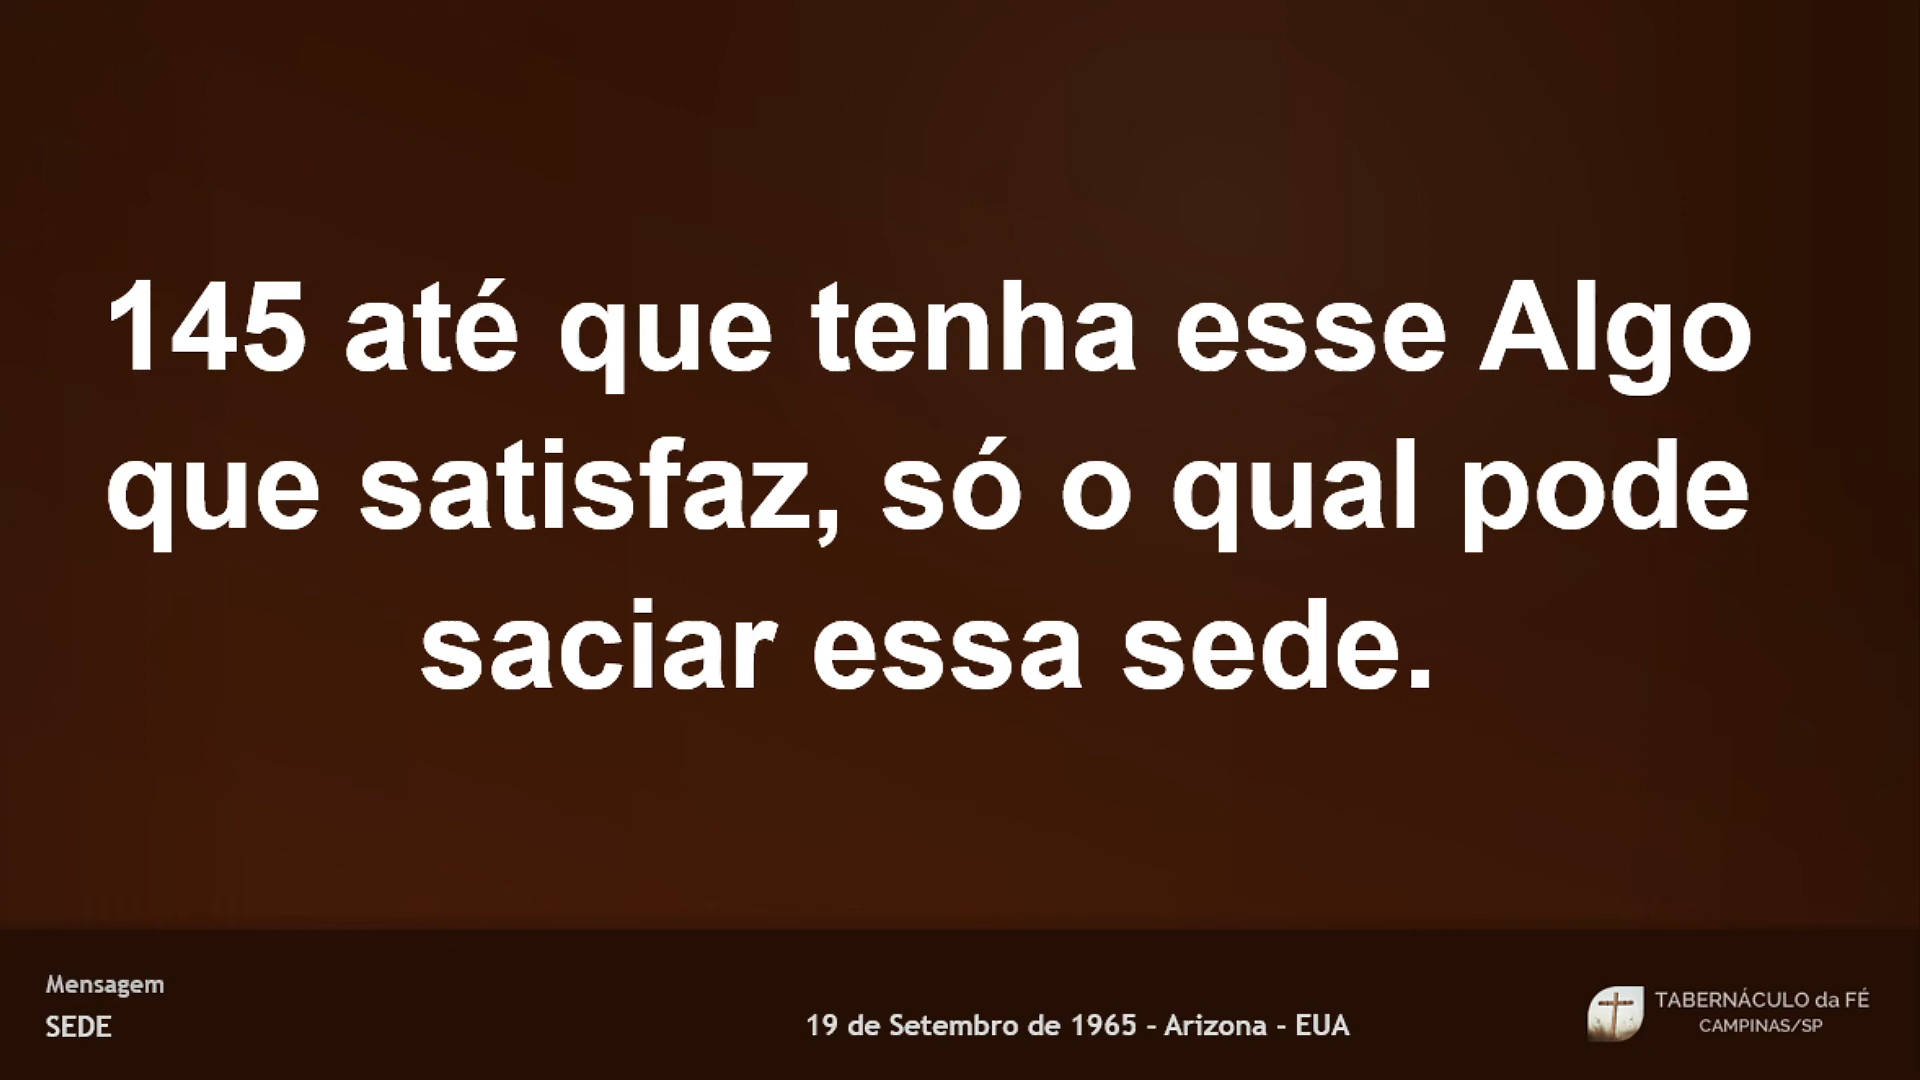 145 até que tenha esse Algo
que satisfaz, só o qual pode
saciar essa sede.
Mensagem
SEDE
19 de Setembro de 1965 - Arizona - EUA
TABERNÁCULO da FÉ
CAMPINAS/SP